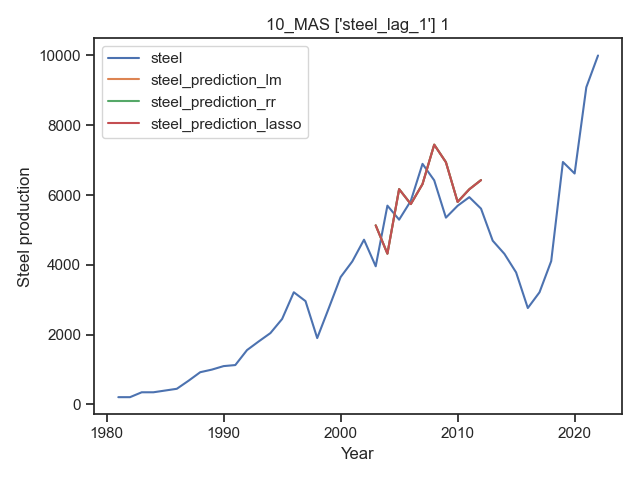 10_MAS ['steel_lag_1'] 1
steel
steel_prediction_lm
steel_prediction_rr
steel_prediction_lasso
10000
8000
6000
4000
2000
0
Steel production
1980
1990
2000
2010
2020
Year